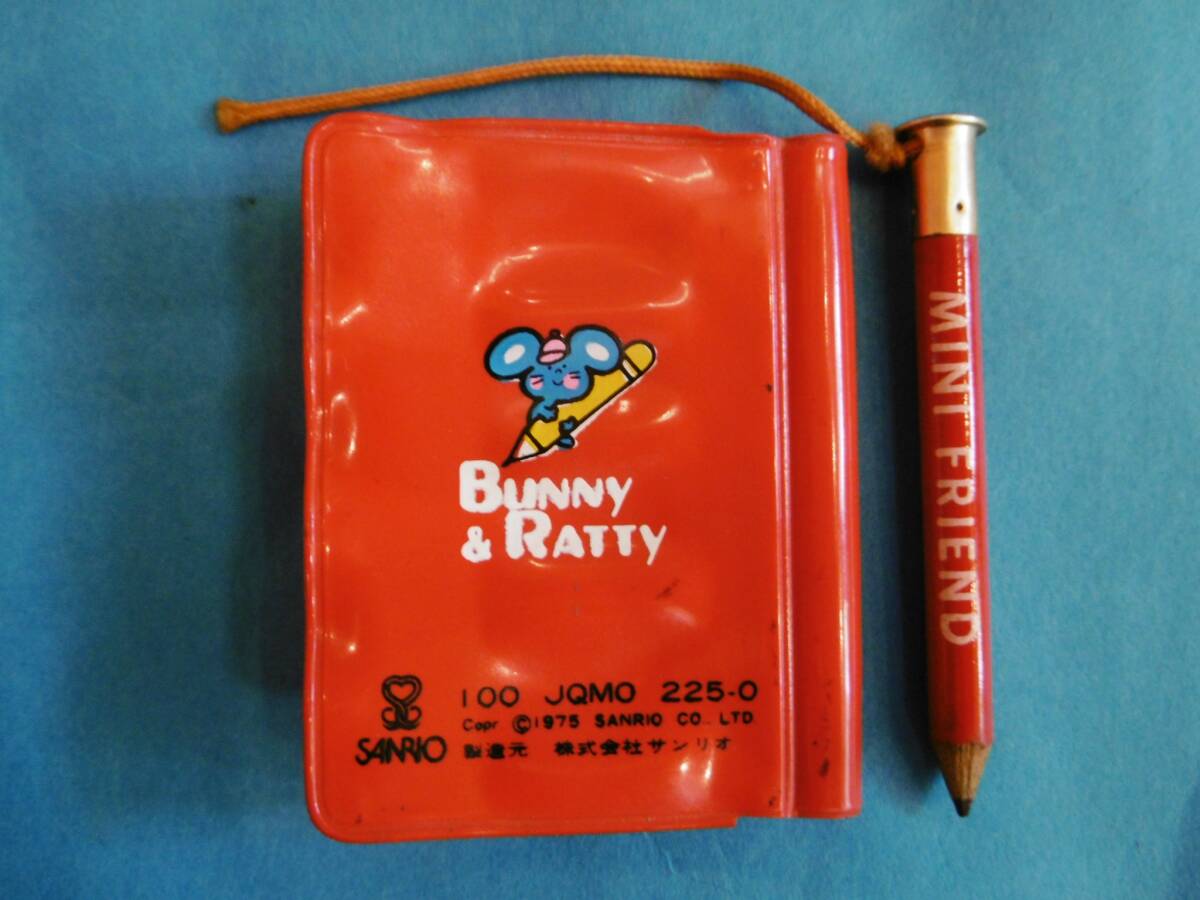 BUNNY
& RATTY
100 JQMO 225-0
Copr ©1975 SANRIO CO., LTD.
SANRIO 製造元 株式会社サンリオ
MINI FRIEND